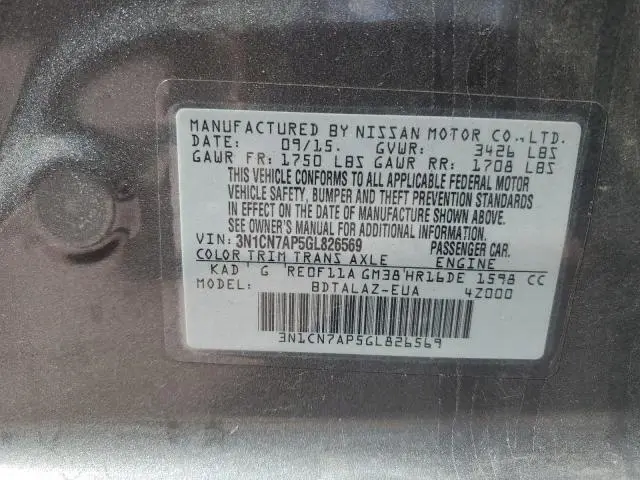 MANUFACTURED BY NISSAN MOTOR CO., LTD.
DATE: 09/15. GVWR: 3426 LBS
GAWR FR: 1750 LBS GAWR RR: 1708 LBS
THIS VEHICLE CONFORMS TO ALL APPLICABLE FEDERAL MOTOR
VEHICLE SAFETY, BUMPER AND THEFT PREVENTION STANDARDS
IN EFFECT ON THE DATE OF MANUFACTURE SHOWN ABOVE.
SEE OWNER'S MANUAL FOR ADDITIONAL INFORMATION.
VIN: 3N1CN7AP5GL826569 PASSENGER CAR.
COLOR TRIM TRANS AXLE ENGINE
KAD G RE0F11A GM38 HR16DE 1598 CC
MODEL: BDTALAZ-EUA 4Z000
3N1CN7AP5GL826569